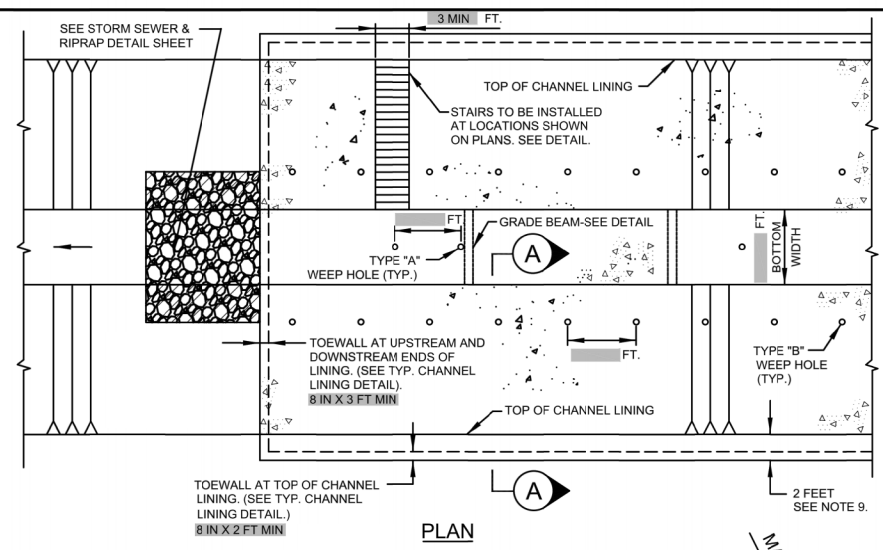 3 MIN FT.
SEE STORM SEWER &
RIPRAP DETAIL SHEET
TOP OF CHANNEL LINING
STAIRS TO BE INSTALLED
AT LOCATIONS SHOWN
ON PLANS. SEE DETAIL.
FT.
GRADE BEAM-SEE DETAIL
A
TYPE "A"
WEEP HOLE (TYP.)
FT.
BOTTOM
WIDTH
TOEWALL AT UPSTREAM AND
DOWNSTREAM ENDS OF
LINING. (SEE TYP. CHANNEL
LINING DETAIL).
8 IN X 3 FT MIN
FT.
TYPE "B"
WEEP HOLE
(TYP.)
TOP OF CHANNEL LINING
TOEWALL AT TOP OF CHANNEL
LINING. (SEE TYP. CHANNEL
LINING DETAIL.)
8 IN X 2 FT MIN
A
2 FEET
SEE NOTE 9.
PLAN